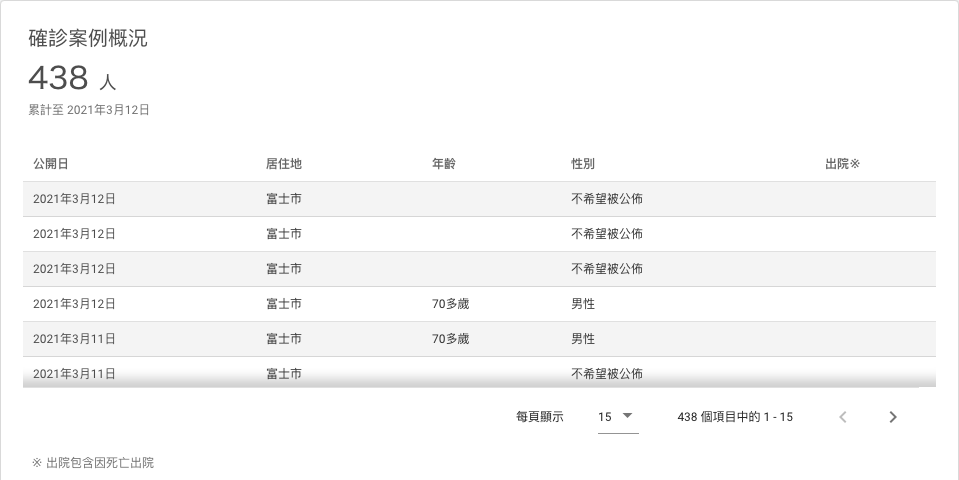 確診案例概況
438 人
累計至 2021年3月12日
公開日 居住地 年齡 性別 出院※
2021年3月12日 富士市 不希望被公佈
2021年3月12日 富士市 不希望被公佈
2021年3月12日 富士市 不希望被公佈
2021年3月12日 富士市 70多歲 男性
2021年3月11日 富士市 70多歲 男性
2021年3月11日 富士市 不希望被公佈
每頁顯示 15 438 個項目中的 1 - 15
※ 出院包含因死亡出院